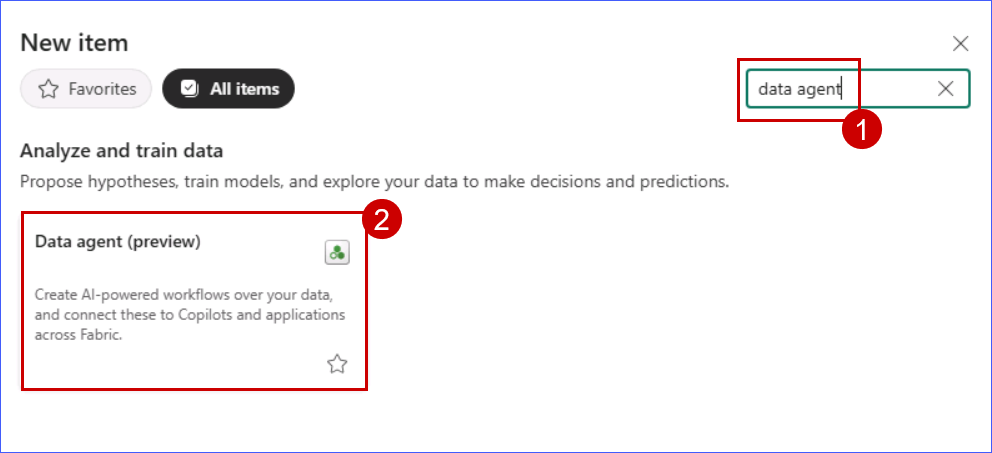 New item
Favorites
All items
data agent
1
Analyze and train data
Propose hypotheses, train models, and explore your data to make decisions and predictions.
2
Data agent (preview)
Create AI-powered workflows over your data,
and connect these to Copilots and applications
across Fabric.